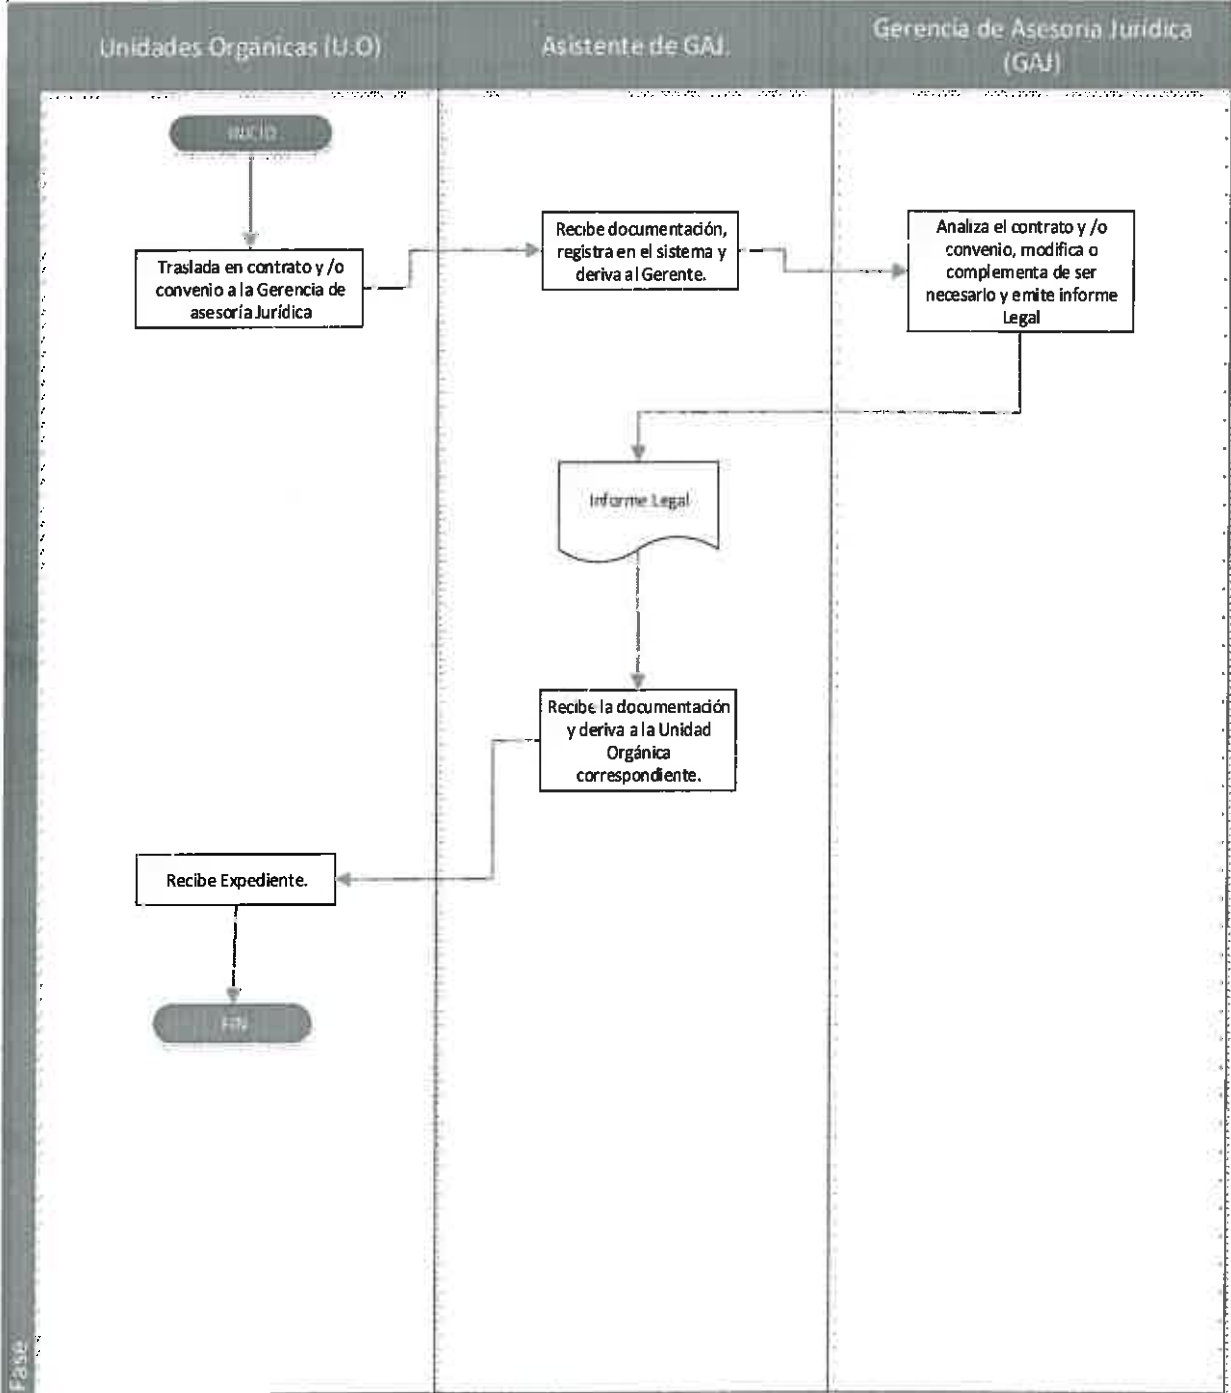 Unidades Orgánicas (U.O)
Asistente de GAJ.
Gerencia de Asesoria Jurídica
(GAJ)
INICIO
Traslada en contrato y /o
convenio a la Gerencia de
asesoría Jurídica
Recibe documentación,
registra en el sistema y
deriva al Gerente.
Analiza el contrato y /o
convenio, modifica o
complementa de ser
necesario y emite informe
Legal
Informe Legal
Recibe la documentación
y deriva a la Unidad
Orgánica
correspondiente.
Recibe Expediente.
FIN
Fase